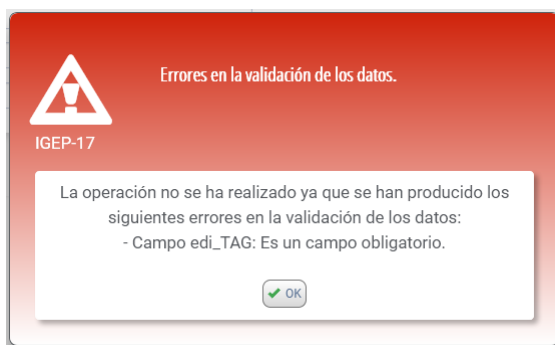 Errores en la validación de los datos.
IGEP-17
La operación no se ha realizado ya que se han producido los
siguientes errores en la validación de los datos:
- Campo edi_TAG: Es un campo obligatorio.
OK